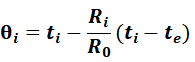 θᵢ = tᵢ − Rᵢ/R₀ (tᵢ − tₑ)